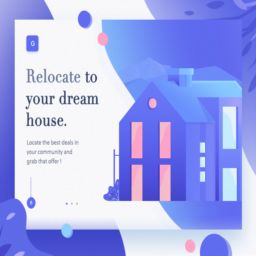 G
Relocate to
your dream
house.
Locate the best deals in
your community and
grab that offer !